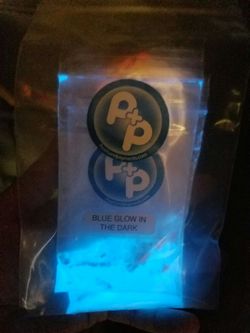 P+P
P+P
BLUE GLOW IN
THE DARK